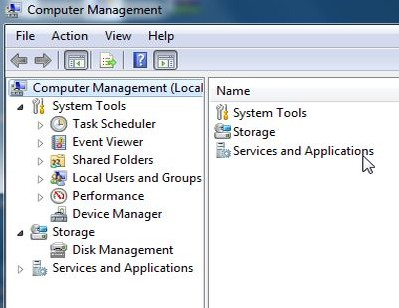 Computer Management
File Action View Help
Computer Management (Local
System Tools
Task Scheduler
Event Viewer
Shared Folders
Local Users and Groups
Performance
Device Manager
Storage
Disk Management
Services and Applications
Name
System Tools
Storage
Services and Applications